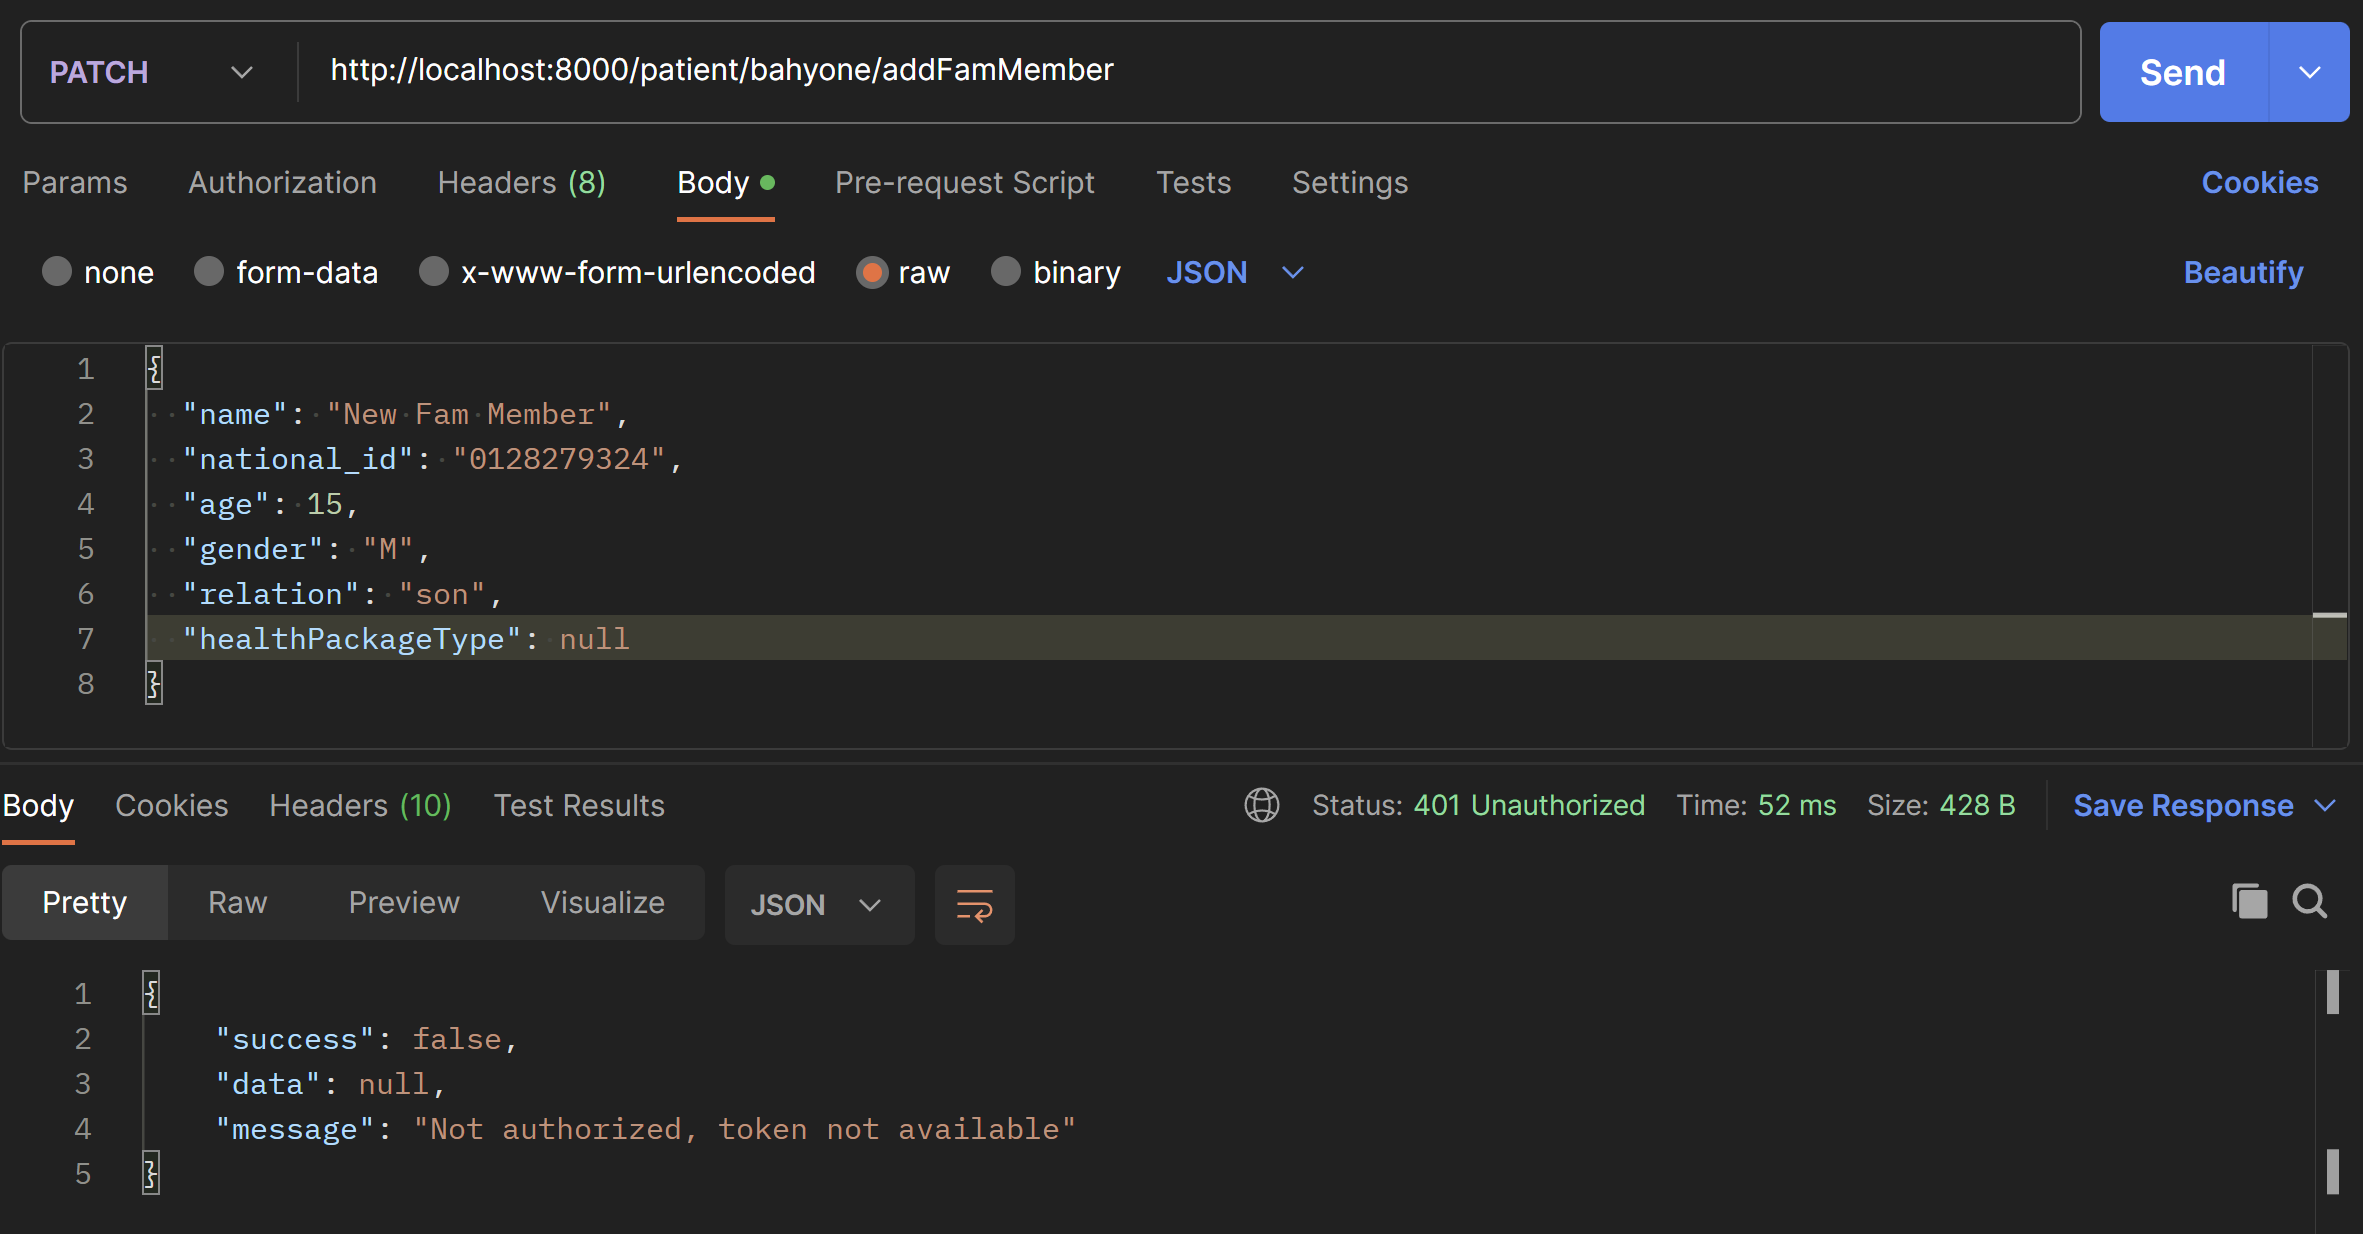 PATCH http://localhost:8000/patient/bahyone/addFamMember Send
Params Authorization Headers (8) Body Pre-request Script Tests Settings Cookies
none form-data x-www-form-urlencoded raw binary JSON Beautify
1 {
2 "name": "New Fam Member",
3 "national_id": "0128279324",
4 "age": 15,
5 "gender": "M",
6 "relation": "son",
7 "healthPackageType": null
8 }
Body Cookies Headers (10) Test Results Status: 401 Unauthorized Time: 52 ms Size: 428 B Save Response
Pretty Raw Preview Visualize JSON
1 {
2 "success": false,
3 "data": null,
4 "message": "Not authorized, token not available"
5 }